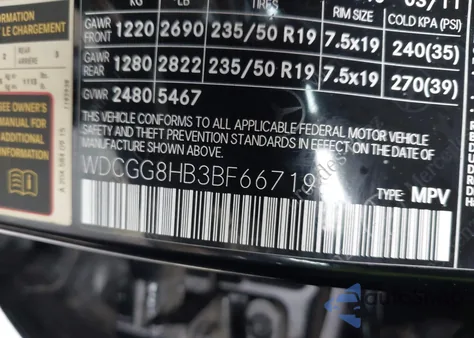 INFORMATION
LE CHARGEMENT
KG LB TIRES RIM SIZE COLD KPA (PSI)
GAWR FRONT 1220 2690 235/50 R19 7.5x19 240(35)
GAWR REAR 1280 2822 235/50 R19 7.5x19 270(39)
GVWR 2480 5467
THIS VEHICLE CONFORMS TO ALL APPLICABLE FEDERAL MOTOR VEHICLE
SAFETY AND THEFT PREVENTION STANDARDS IN EFFECT ON THE DATE OF
MANUFACTURE SHOWN ABOVE.
WDCGG8HB3BF66719
TYPE: MPV
SEE OWNER'S
MANUAL FOR
ADDITIONAL
INFORMATION